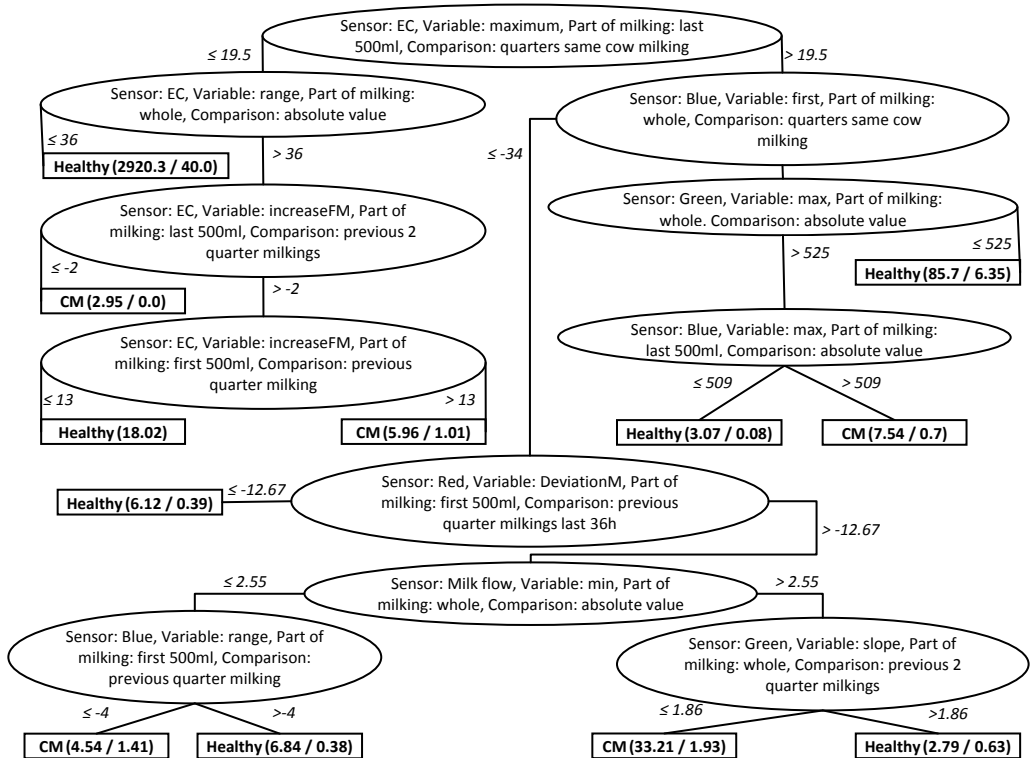 Sensor: EC, Variable: maximum, Part of milking: last
500ml, Comparison: quarters same cow milking
≤ 19.5
> 19.5
Sensor: EC, Variable: range, Part of milking:
whole, Comparison: absolute value
Sensor: Blue, Variable: first, Part of milking:
whole, Comparison: quarters same cow
milking
≤ 36
Healthy (2920.3 / 40.0)
> 36
≤ -34
Sensor: EC, Variable: increaseFM, Part of
milking: last 500ml, Comparison: previous 2
quarter milkings
Sensor: Green, Variable: max, Part of milking:
whole. Comparison: absolute value
≤ -2
CM (2.95 / 0.0)
> -2
> 525
≤ 525
Healthy (85.7 / 6.35)
Sensor: EC, Variable: increaseFM, Part of
milking: first 500ml, Comparison: previous
quarter milking
Sensor: Blue, Variable: max, Part of milking:
last 500ml, Comparison: absolute value
≤ 13
> 13
≤ 509
> 509
Healthy (18.02)
CM (5.96 / 1.01)
Healthy (3.07 / 0.08)
CM (7.54 / 0.7)
Sensor: Red, Variable: DeviationM, Part of
milking: first 500ml, Comparison: previous
quarter milkings last 36h
Healthy (6.12 / 0.39)
≤ -12.67
> -12.67
Sensor: Milk flow, Variable: min, Part of
milking: whole, Comparison: absolute value
≤ 2.55
> 2.55
Sensor: Blue, Variable: range, Part of
milking: first 500ml, Comparison:
previous quarter milking
Sensor: Green, Variable: slope, Part of
milking: whole, Comparison: previous 2
quarter milkings
≤ -4
>-4
≤ 1.86
>1.86
CM (4.54 / 1.41)
Healthy (6.84 / 0.38)
CM (33.21 / 1.93)
Healthy (2.79 / 0.63)